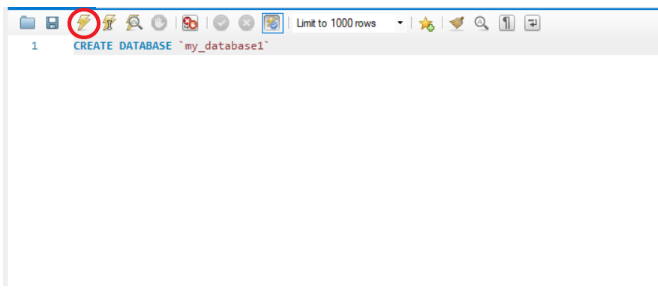 Limit to 1000 rows
1 CREATE DATABASE `my_database1`